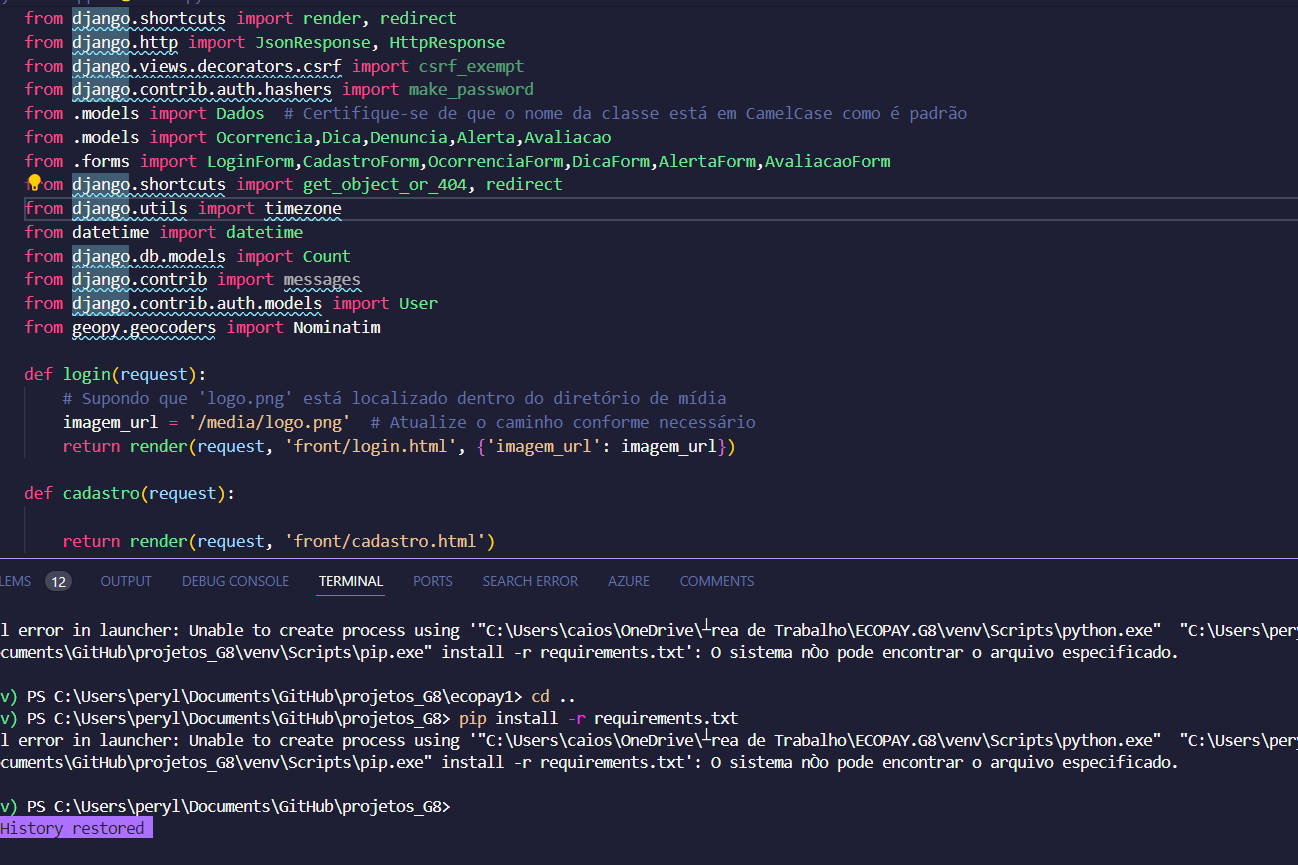 from django.shortcuts import render, redirect
from django.http import JsonResponse, HttpResponse
from django.views.decorators.csrf import csrf_exempt
from django.contrib.auth.hashers import make_password
from .models import Dados  # Certifique-se de que o nome da classe está em CamelCase como é padrão
from .models import Ocorrencia,Dica,Denuncia,Alerta,Avaliacao
from .forms import LoginForm,CadastroForm,OcorrenciaForm,DicaForm,AlertaForm,AvaliacaoForm
from django.shortcuts import get_object_or_404, redirect
from django.utils import timezone
from datetime import datetime
from django.db.models import Count
from django.contrib import messages
from django.contrib.auth.models import User
from geopy.geocoders import Nominatim
def login(request):
# Supondo que 'logo.png' está localizado dentro do diretório de mídia
imagem_url = '/media/logo.png'  # Atualize o caminho conforme necessário
return render(request, 'front/login.html', {'imagem_url': imagem_url})
def cadastro(request):
return render(request, 'front/cadastro.html')
LEMS 12 OUTPUT DEBUG CONSOLE TERMINAL PORTS SEARCH ERROR AZURE COMMENTS
l error in launcher: Unable to create process using '"C:\Users\caios\OneDrive\┴rea de Trabalho\ECOPAY.G8\venv\Scripts\python.exe"  "C:\Users\pery
cuments\GitHub\projetos_G8\venv\Scripts\pip.exe" install -r requirements.txt': O sistema nÒo pode encontrar o arquivo especificado.
v) PS C:\Users\peryl\Documents\GitHub\projetos_G8\ecopay1> cd ..
v) PS C:\Users\peryl\Documents\GitHub\projetos_G8> pip install -r requirements.txt
l error in launcher: Unable to create process using '"C:\Users\caios\OneDrive\┴rea de Trabalho\ECOPAY.G8\venv\Scripts\python.exe"  "C:\Users\pery
cuments\GitHub\projetos_G8\venv\Scripts\pip.exe" install -r requirements.txt': O sistema nÒo pode encontrar o arquivo especificado.
v) PS C:\Users\peryl\Documents\GitHub\projetos_G8>
History restored